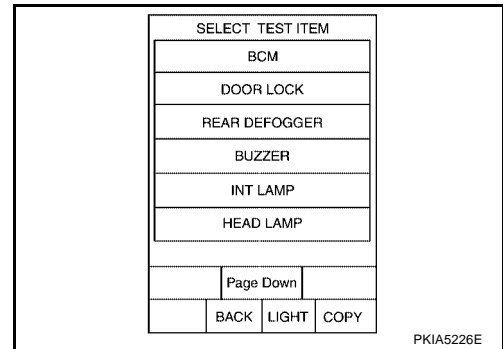 SELECT TEST ITEM
BCM
DOOR LOCK
REAR DEFOGGER
BUZZER
INT LAMP
HEAD LAMP
Page Down
BACK LIGHT COPY
PKIA5226E